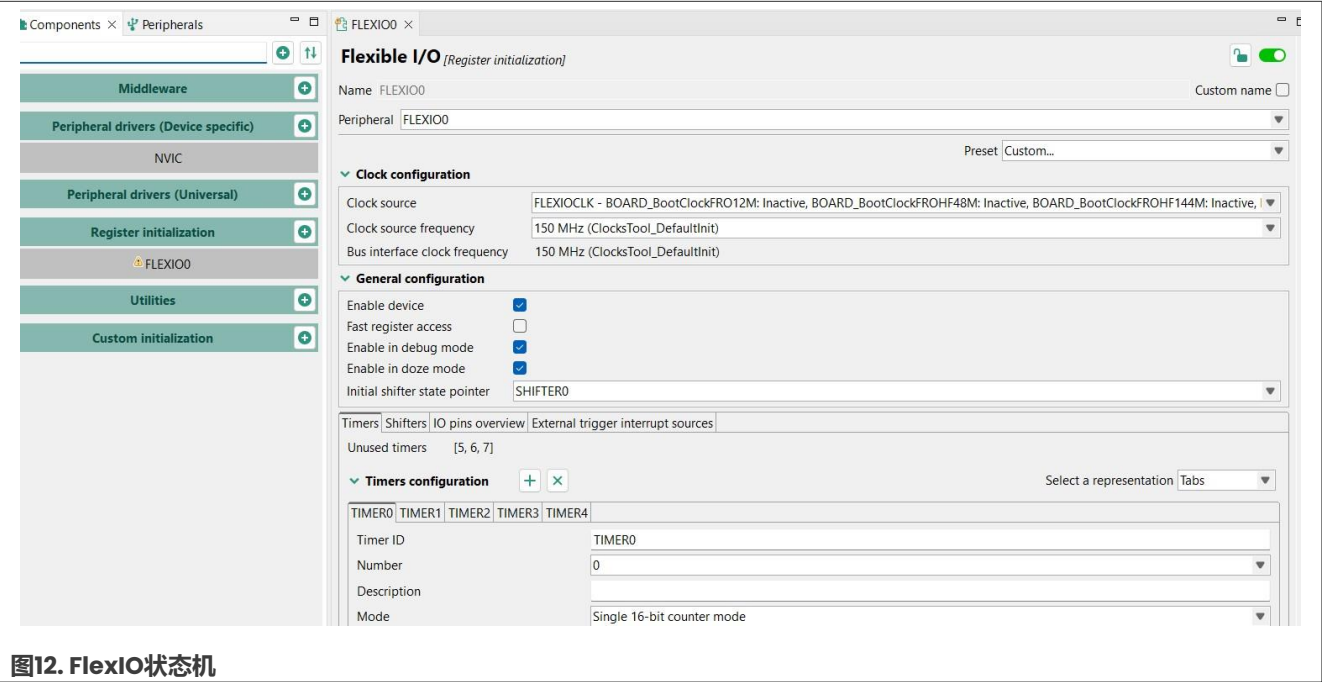 Components
Peripherals
Middleware
Peripheral drivers (Device specific)
NVIC
Peripheral drivers (Universal)
Register initialization
FLEXIO0
Utilities
Custom initialization
FLEXIO0
Flexible I/O [Register initialization]
Name FLEXIO0 Custom name
Peripheral FLEXIO0
Preset Custom...
Clock configuration
Clock source FLEXIOCLK - BOARD_BootClockFRO12M: Inactive, BOARD_BootClockFROHF48M: Inactive, BOARD_BootClockFROHF144M: Inactive,
Clock source frequency 150 MHz (ClocksTool_DefaultInit)
Bus interface clock frequency 150 MHz (ClocksTool_DefaultInit)
General configuration
Enable device
Fast register access
Enable in debug mode
Enable in doze mode
Initial shifter state pointer SHIFTER0
Timers Shifters IO pins overview External trigger interrupt sources
Unused timers [5, 6, 7]
Timers configuration Select a representation Tabs
TIMER0 TIMER1 TIMER2 TIMER3 TIMER4
Timer ID TIMER0
Number 0
Description
Mode Single 16-bit counter mode
图12. FlexIO状态机